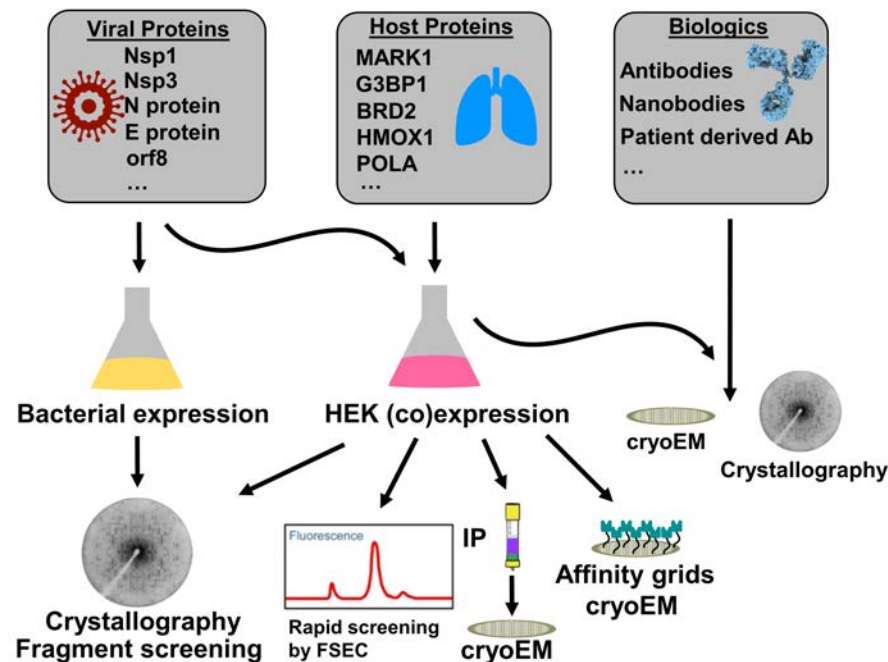 Viral Proteins
Nsp1
Nsp3
N protein
E protein
orf8
...
Host Proteins
MARK1
G3BP1
BRD2
HMOX1
POLA
...
Biologics
Antibodies
Nanobodies
Patient derived Ab
...
Bacterial expression
HEK (co)expression
cryoEM
Crystallography
Crystallography
Fragment screening
Fluorescence
Rapid screening
by FSEC
IP
cryoEM
Affinity grids
cryoEM